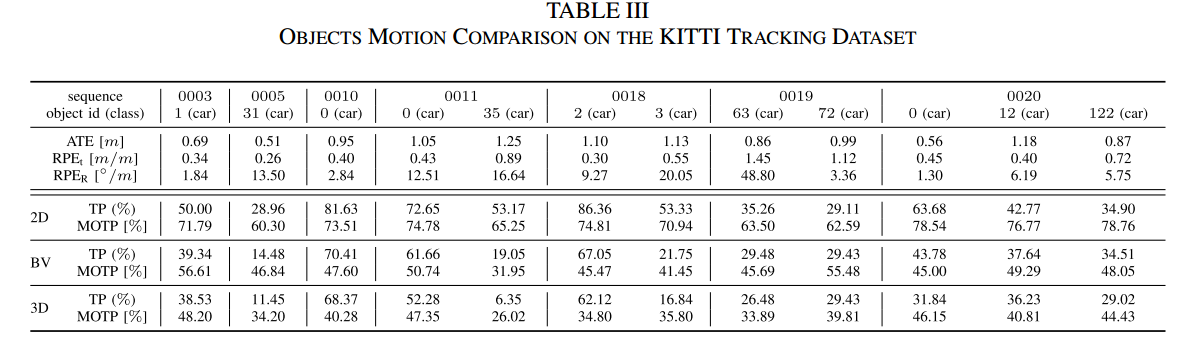 TABLE III
OBJECTS MOTION COMPARISON ON THE KITTI TRACKING DATASET
sequence 0003 0005 0010 0011 0018 0019 0020
object id (class) 1 (car) 31 (car) 0 (car) 0 (car) 35 (car) 2 (car) 3 (car) 63 (car) 72 (car) 0 (car) 12 (car) 122 (car)
ATE [m] 0.69 0.51 0.95 1.05 1.25 1.10 1.13 0.86 0.99 0.56 1.18 0.87
RPEt [m/m] 0.34 0.26 0.40 0.43 0.89 0.30 0.55 1.45 1.12 0.45 0.40 0.72
RPER [°/m] 1.84 13.50 2.84 12.51 16.64 9.27 20.05 48.80 3.36 1.30 6.19 5.75
2D TP (%) 50.00 28.96 81.63 72.65 53.17 86.36 53.33 35.26 29.11 63.68 42.77 34.90
MOTP [%] 71.79 60.30 73.51 74.78 65.25 74.81 70.94 63.50 62.59 78.54 76.77 78.76
BV TP (%) 39.34 14.48 70.41 61.66 19.05 67.05 21.75 29.48 29.43 43.78 37.64 34.51
MOTP [%] 56.61 46.84 47.60 50.74 31.95 45.47 41.45 45.69 55.48 45.00 49.29 48.05
3D TP (%) 38.53 11.45 68.37 52.28 6.35 62.12 16.84 26.48 29.43 31.84 36.23 29.02
MOTP [%] 48.20 34.20 40.28 47.35 26.02 34.80 35.80 33.89 39.81 46.15 40.81 44.43